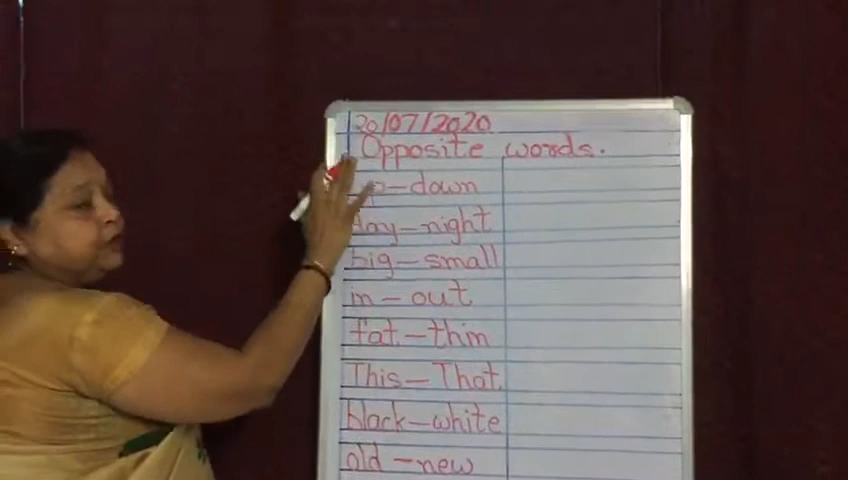 20/07/2020
Opposite words.
up-down
day-night
big-small
in-out
fat-thin
This-That
black-white
old-new